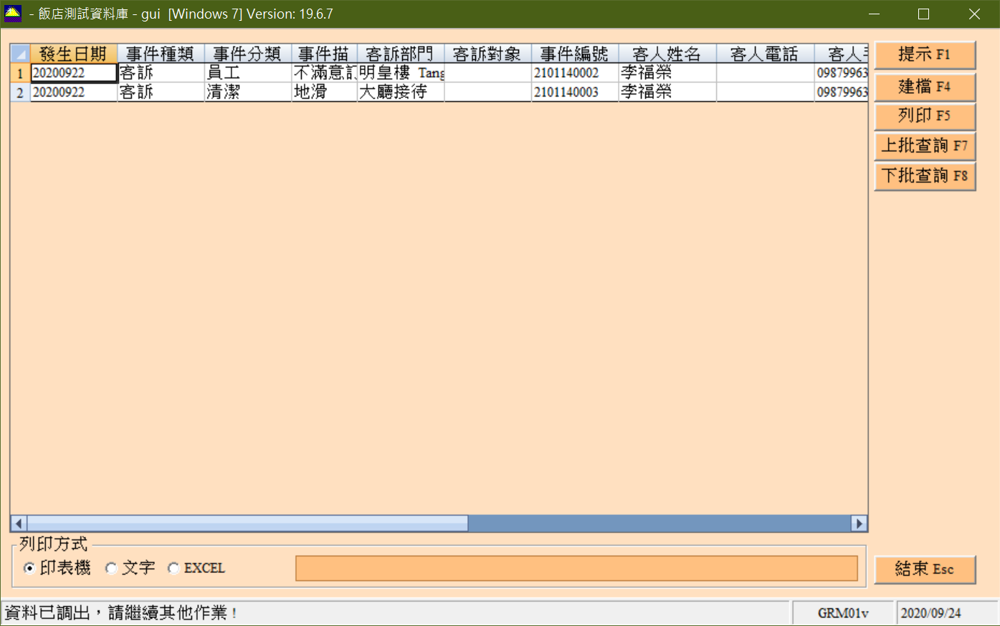 - 飯店測試資料庫 - gui [Windows 7] Version: 19.6.7
發生日期 事件種類 事件分類 事件描 客訴部門 客訴對象 事件編號 客人姓名 客人電話 客人
1 20200922 客訴 員工 不滿意 明皇樓 Tang 2101140002 李福榮 09879963
2 20200922 客訴 清潔 地滑 大廳接待 2101140003 李福榮 09879963
提示 F1
建檔 F4
列印 F5
上批查詢 F7
下批查詢 F8
列印方式
印表機 文字 EXCEL
結束 Esc
資料已調出，請繼續其他作業！ GRM01v 2020/09/24